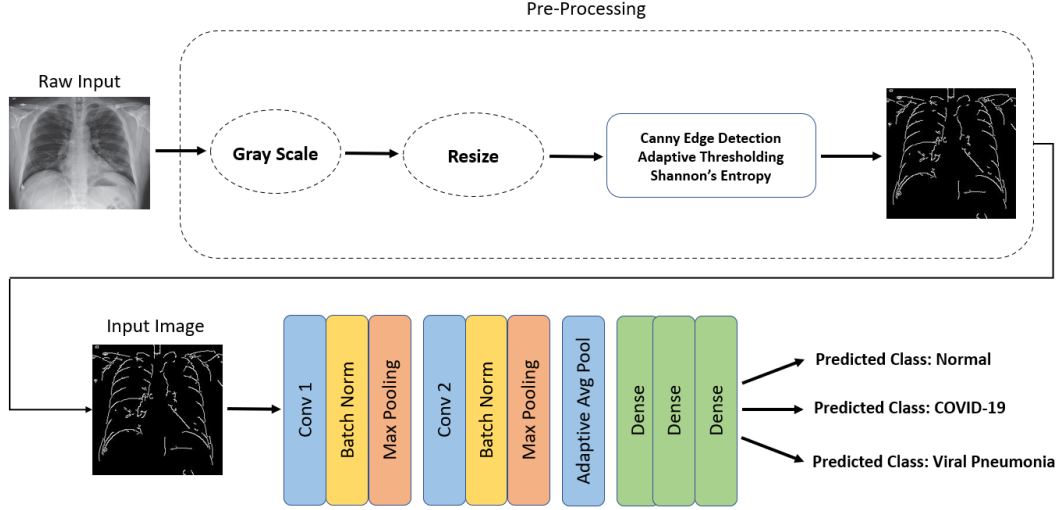 Pre-Processing
Raw Input
Gray Scale
Resize
Canny Edge Detection
Adaptive Thresholding
Shannon's Entropy
Input Image
Conv 1
Batch Norm
Max Pooling
Conv 2
Batch Norm
Max Pooling
Adaptive Avg Pool
Dense
Dense
Dense
Predicted Class: Normal
Predicted Class: COVID-19
Predicted Class: Viral Pneumonia